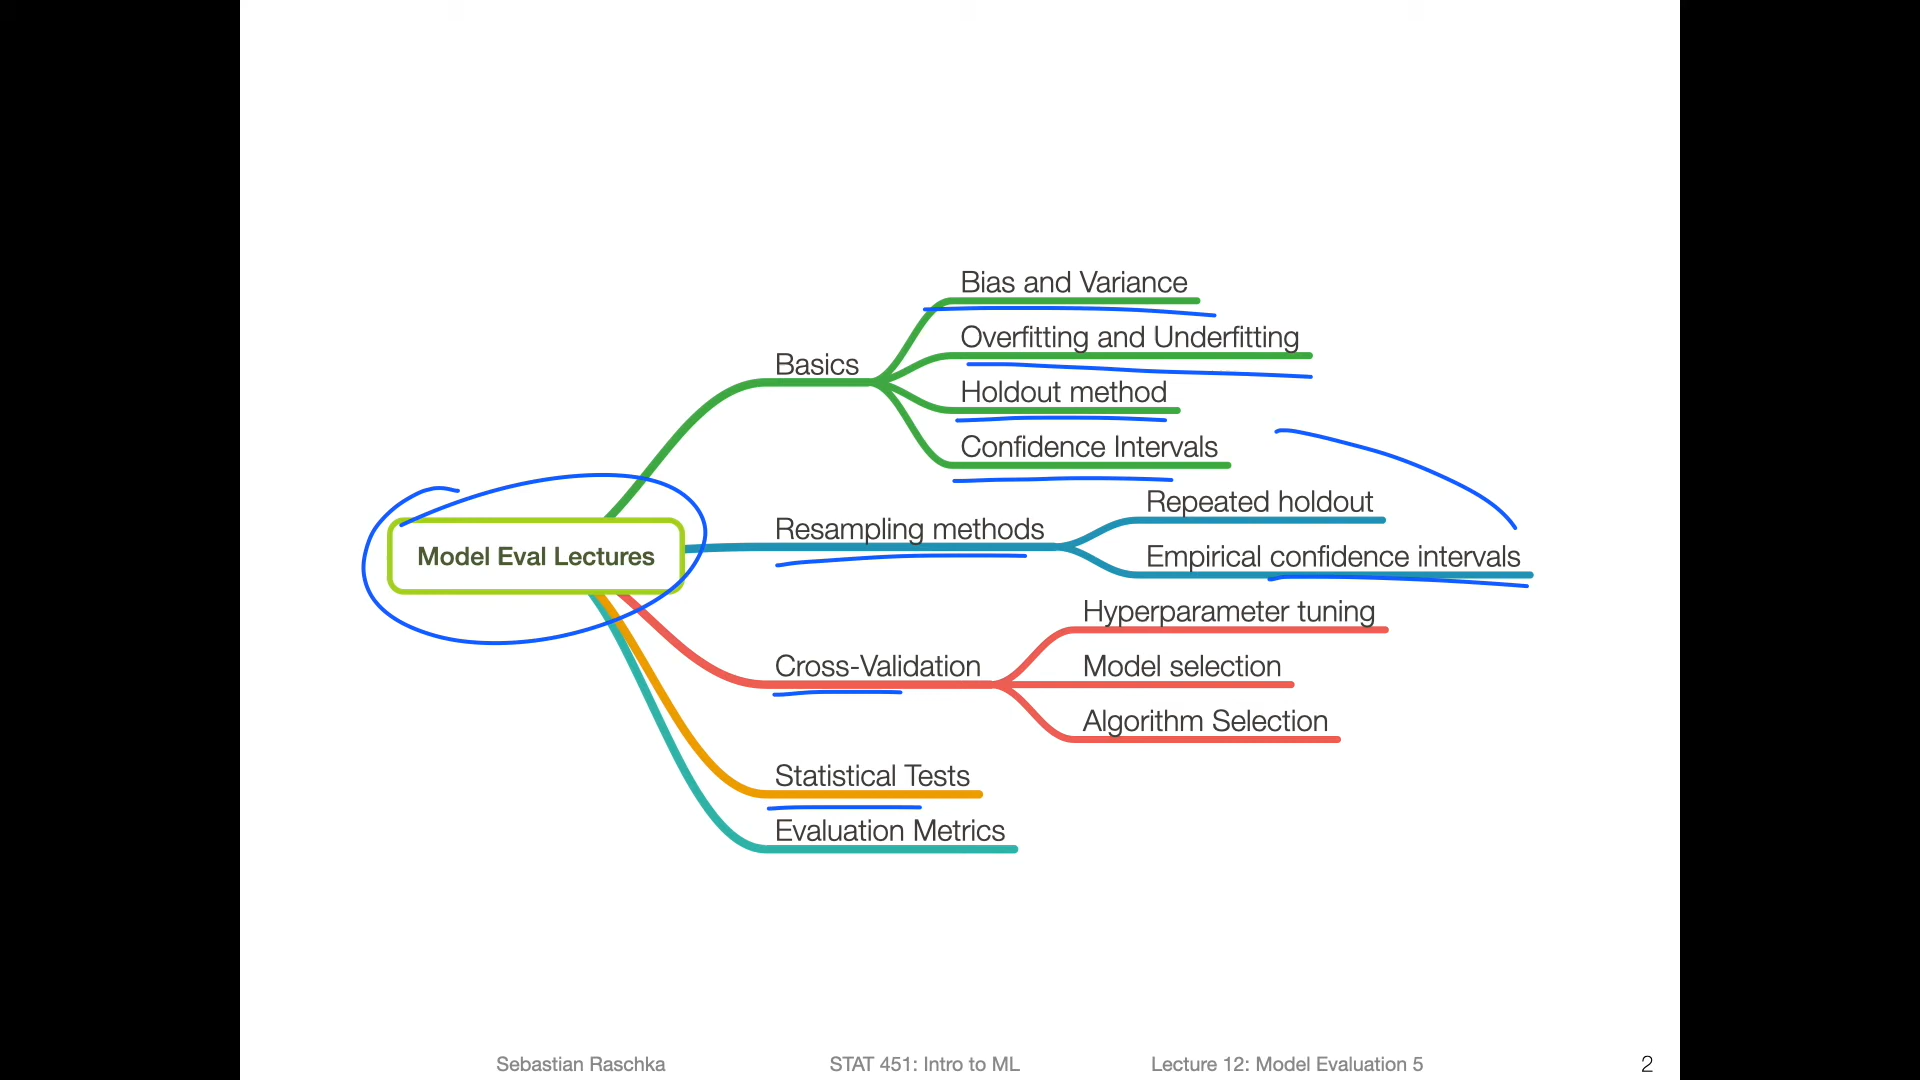 Bias and Variance
Overfitting and Underfitting
Basics
Holdout method
Confidence Intervals
Repeated holdout
Resampling methods
Empirical confidence intervals
Model Eval Lectures
Hyperparameter tuning
Cross-Validation
Model selection
Algorithm Selection
Statistical Tests
Evaluation Metrics
Sebastian Raschka
STAT 451: Intro to ML
Lecture 12: Model Evaluation 5
2